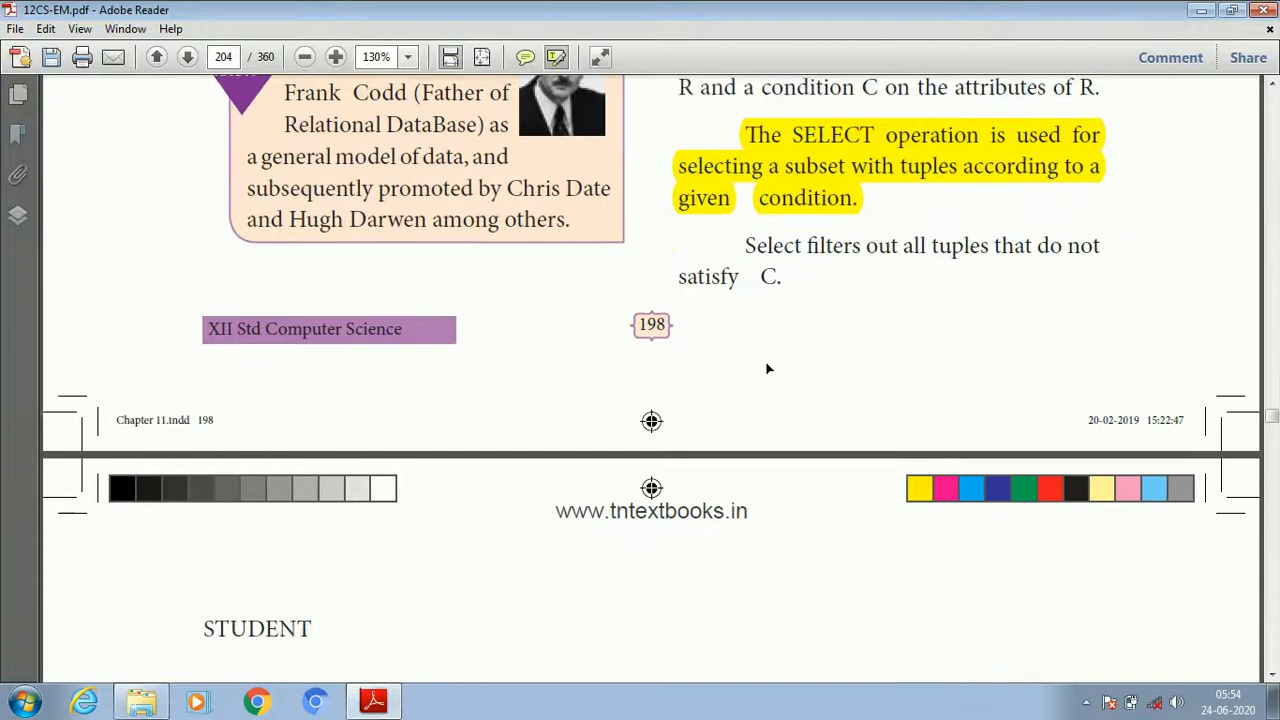 12CS-EM.pdf - Adobe Reader
File Edit View Window Help
204 / 360 130% Comment Share
Frank Codd (Father of
Relational DataBase) as
a general model of data, and
subsequently promoted by Chris Date
and Hugh Darwen among others.
R and a condition C on the attributes of R.
The SELECT operation is used for
selecting a subset with tuples according to a
given condition.
Select filters out all tuples that do not
satisfy C.
XII Std Computer Science
198
Chapter 11.indd 198
20-02-2019 15:22:47
www.tntextbooks.in
STUDENT
05:54
24-06-2020